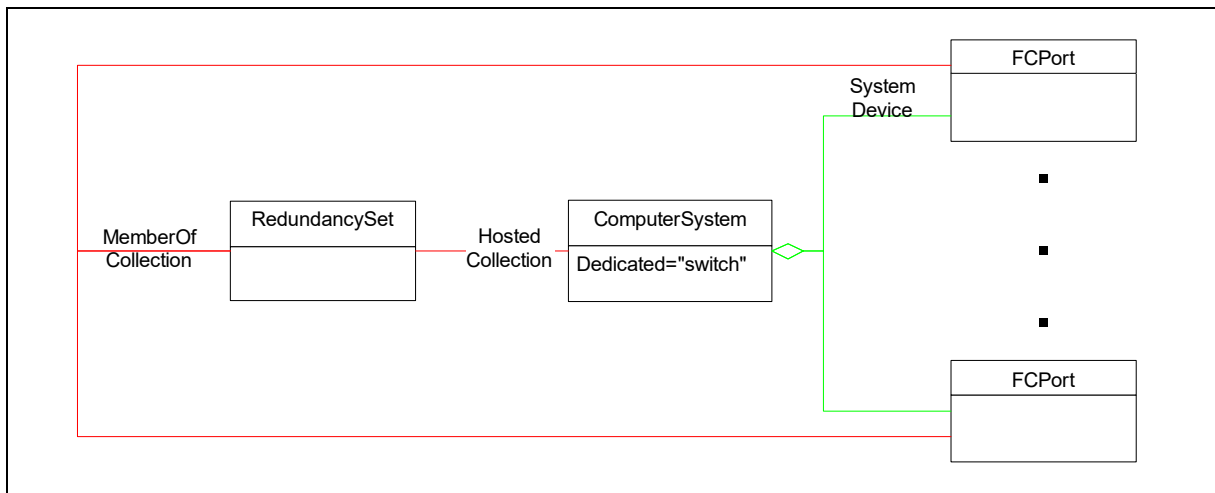 FCPort
System
Device
RedundancySet
ComputerSystem
MemberOf
Collection
Hosted
Collection
Dedicated="switch"
FCPort